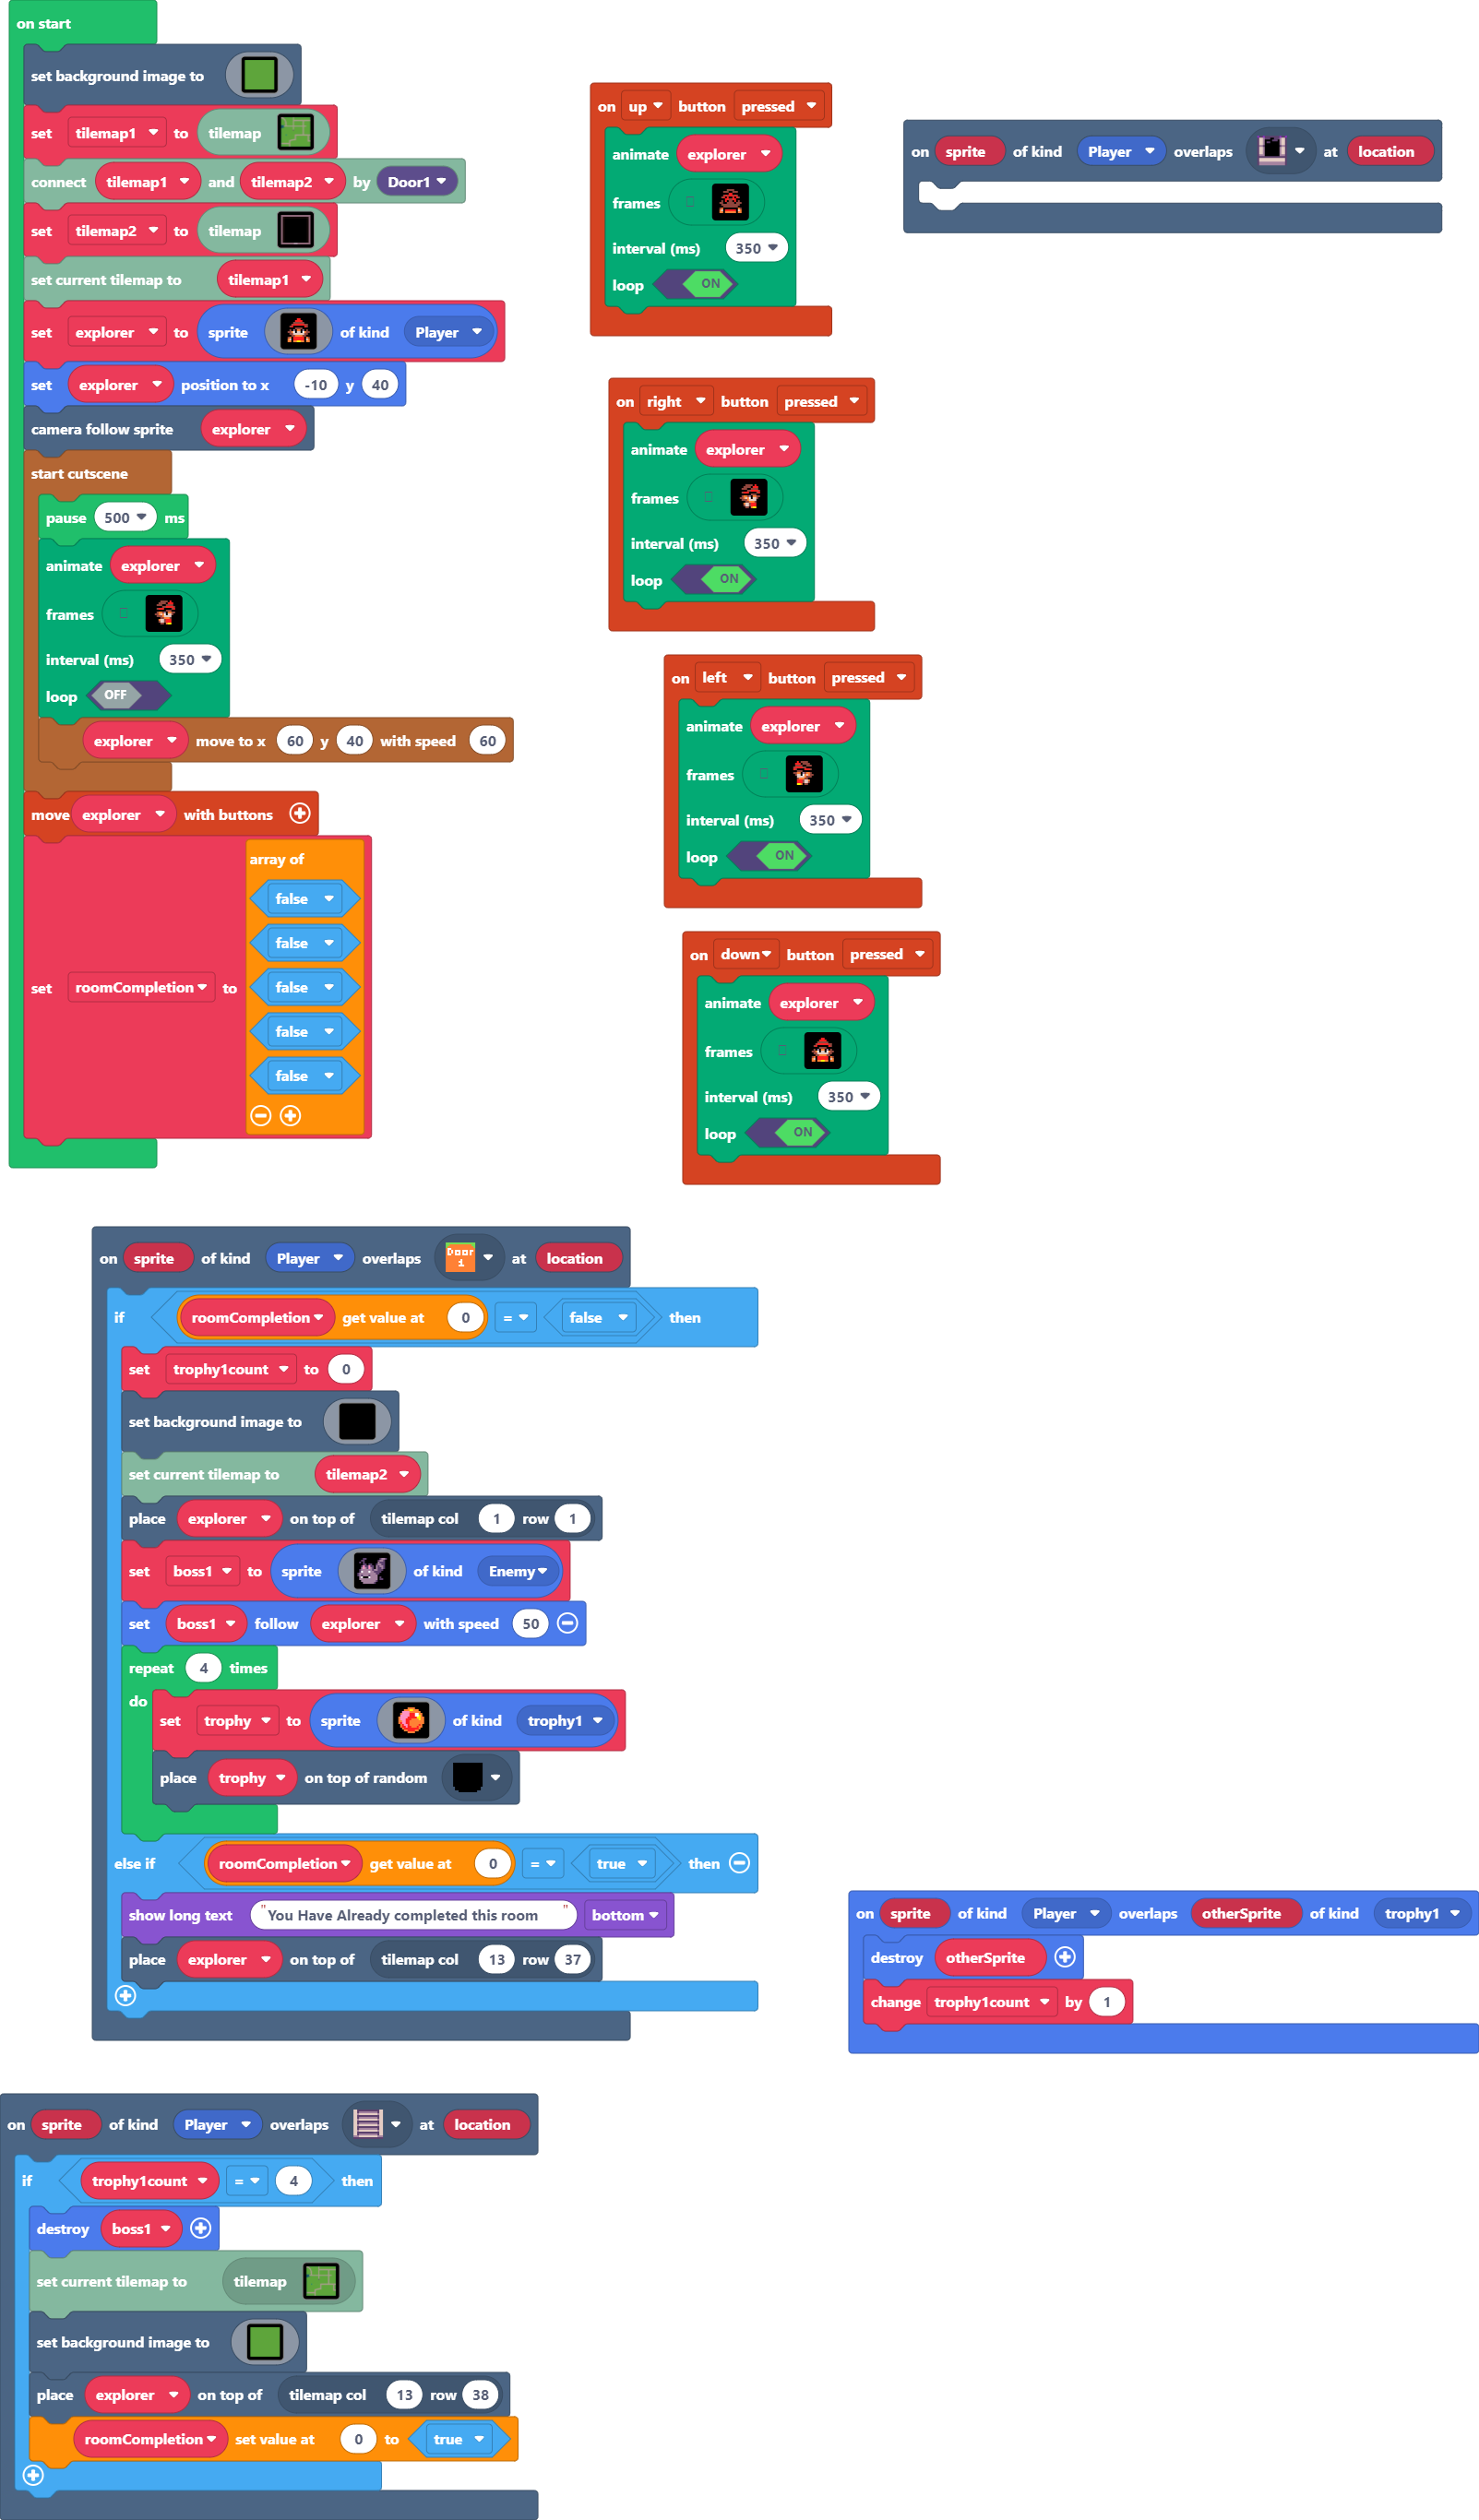 on start
set background image to
set tilemap1 to tilemap
connect tilemap1 and tilemap2 by Door1
set tilemap2 to tilemap
set current tilemap to tilemap1
set explorer to sprite of kind Player
set explorer position to x -10 y 40
camera follow sprite explorer
start cutscene
pause 500 ms
animate explorer
frames
interval (ms) 350
loop OFF
explorer move to x 60 y 40 with speed 60
move explorer with buttons
set roomCompletion to array of
false
false
false
false
false
on up button pressed
animate explorer
frames
interval (ms) 350
loop ON
on right button pressed
animate explorer
frames
interval (ms) 350
loop ON
on left button pressed
animate explorer
frames
interval (ms) 350
loop ON
on down button pressed
animate explorer
frames
interval (ms) 350
loop ON
on sprite of kind Player overlaps at location
on sprite of kind Player overlaps Door 1 at location
if roomCompletion get value at 0 = false then
set trophy1count to 0
set background image to
set current tilemap to tilemap2
place explorer on top of tilemap col 1 row 1
set boss1 to sprite of kind Enemy
set boss1 follow explorer with speed 50
repeat 4 times
do
set trophy to sprite of kind trophy1
place trophy on top of random
else if roomCompletion get value at 0 = true then
show long text "You Have Already completed this room " bottom
place explorer on top of tilemap col 13 row 37
on sprite of kind Player overlaps otherSprite of kind trophy1
destroy otherSprite
change trophy1count by 1
on sprite of kind Player overlaps at location
if trophy1count = 4 then
destroy boss1
set current tilemap to tilemap
set background image to
place explorer on top of tilemap col 13 row 38
roomCompletion set value at 0 to true